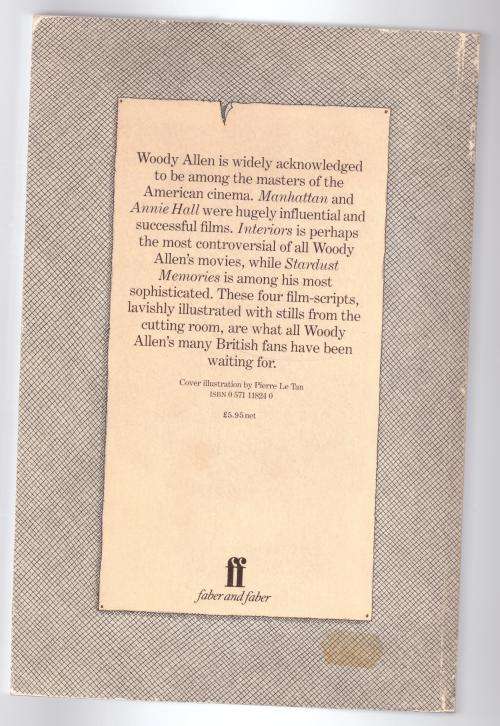 Woody Allen is widely acknowledged
to be among the masters of the
American cinema. Manhattan and
Annie Hall were hugely influential and
successful films. Interiors is perhaps
the most controversial of all Woody
Allen's movies, while Stardust
Memories is among his most
sophisticated. These four film-scripts,
lavishly illustrated with stills from the
cutting room, are what all Woody
Allen's many British fans have been
waiting for.
Cover illustration by Pierre Le Tan
ISBN 0 571 11824 0
£5.95 net
ff
faber and faber